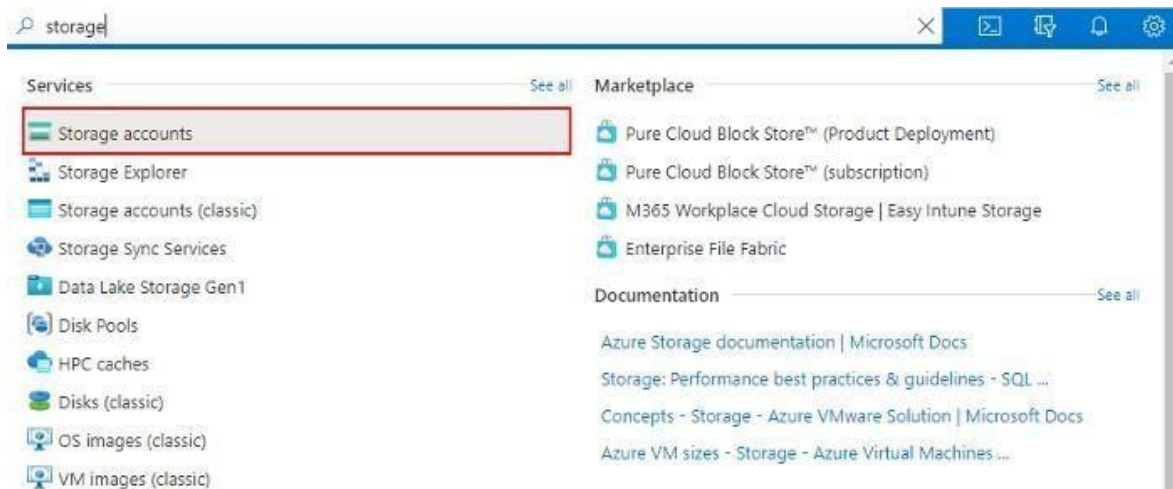 storage
Services See all
Storage accounts
Storage Explorer
Storage accounts (classic)
Storage Sync Services
Data Lake Storage Gen1
Disk Pools
HPC caches
Disks (classic)
OS images (classic)
VM images (classic)
Marketplace See all
Pure Cloud Block Store™ (Product Deployment)
Pure Cloud Block Store™ (subscription)
M365 Workplace Cloud Storage | Easy Intune Storage
Enterprise File Fabric
Documentation See all
Azure Storage documentation | Microsoft Docs
Storage: Performance best practices & guidelines - SQL ...
Concepts - Storage - Azure VMware Solution | Microsoft Docs
Azure VM sizes - Storage - Azure Virtual Machines ...